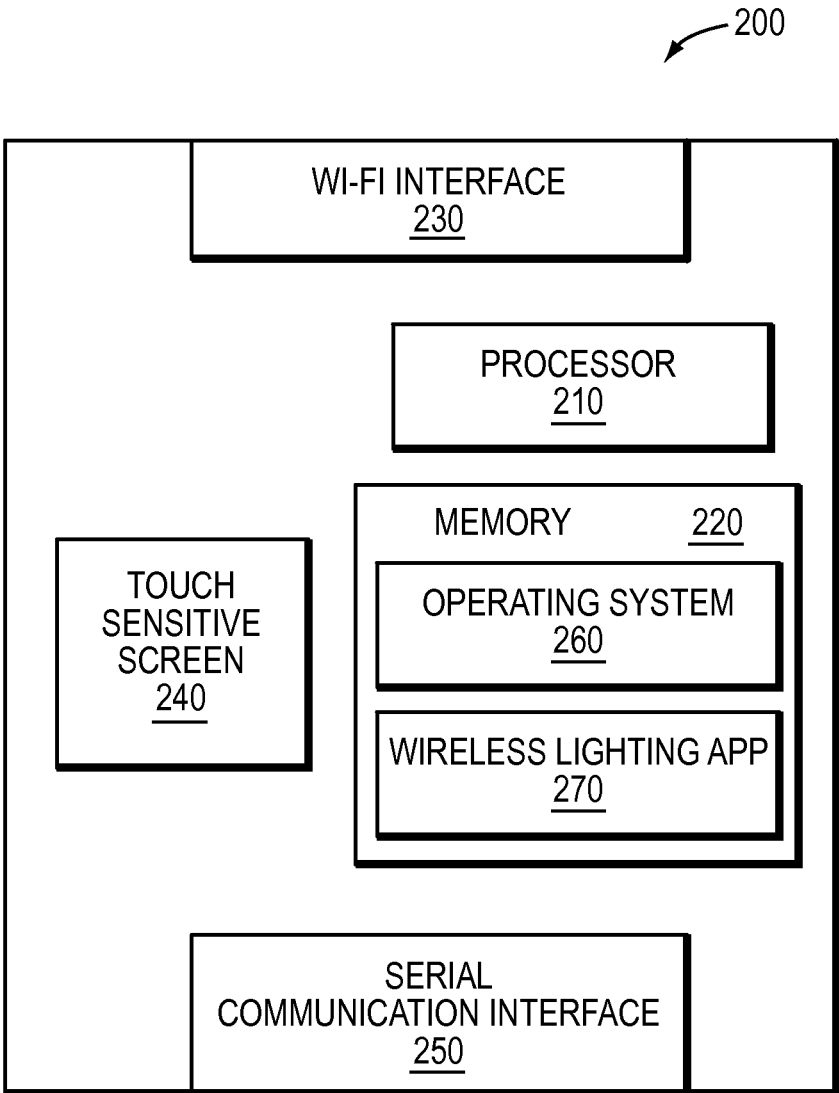 200
WI-FI INTERFACE
230
PROCESSOR
210
MEMORY 220
OPERATING SYSTEM
260
WIRELESS LIGHTING APP
270
TOUCH
SENSITIVE
SCREEN
240
SERIAL
COMMUNICATION INTERFACE
250